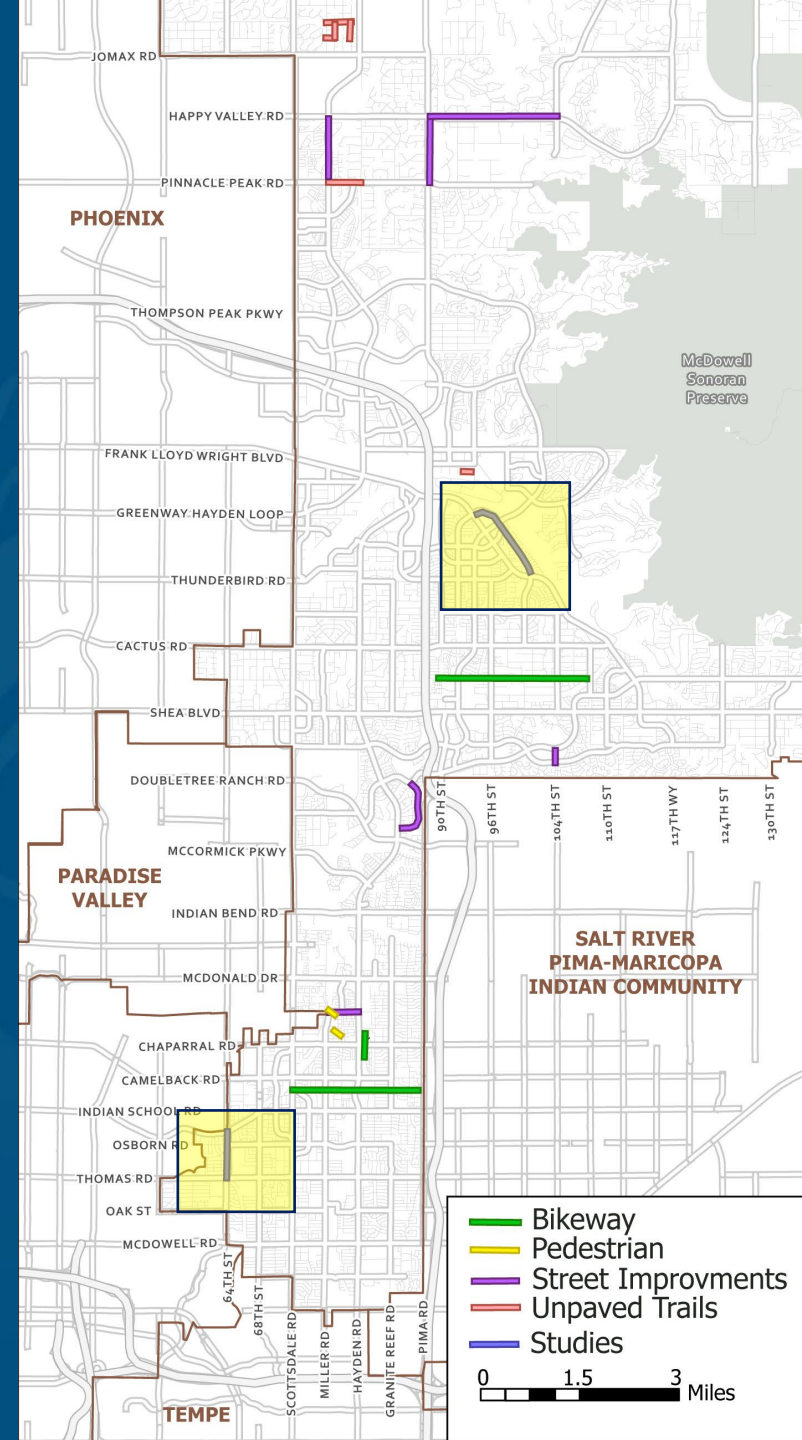 JOMAX RD
HAPPY VALLEY RD
PINNACLE PEAK RD
PHOENIX
THOMPSON PEAK PKWY
McDowell
Sonoran
Preserve
FRANK LLOYD WRIGHT BLVD
GREENWAY HAYDEN LOOP
THUNDERBIRD RD
CACTUS RD
SHEA BLVD
DOUBLETREE RANCH RD
90TH ST
96TH ST
104TH ST
110TH ST
117TH WY
124TH ST
130TH ST
MCCORMICK PKWY
PARADISE
VALLEY
INDIAN BEND RD
SALT RIVER
PIMA-MARICOPA
INDIAN COMMUNITY
MCDONALD DR
CHAPARRAL RD
CAMELBACK RD
INDIAN SCHOOL RD
OSBORN RD
THOMAS RD
OAK ST
MCDOWELL RD
64TH ST
68TH ST
SCOTTSDALE RD
MILLER RD
HAYDEN RD
GRANITE REEF RD
PIMA RD
TEMPE
Bikeway
Pedestrian
Street Improvments
Unpaved Trails
Studies
0 1.5 3
Miles